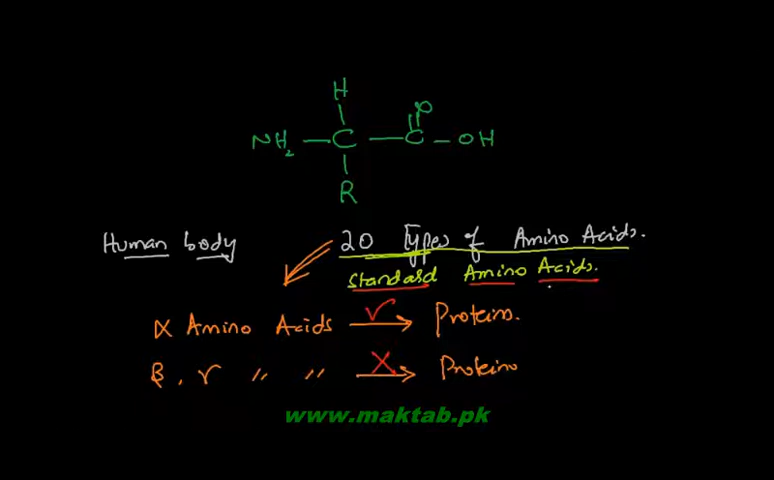 H
O
NH2 — C — C — OH
R
Human body 20 Types of Amino Acids.
Standard Amino Acids.
α Amino Acids → Proteins.
β, γ " " → Proteins
www.maktab.pk